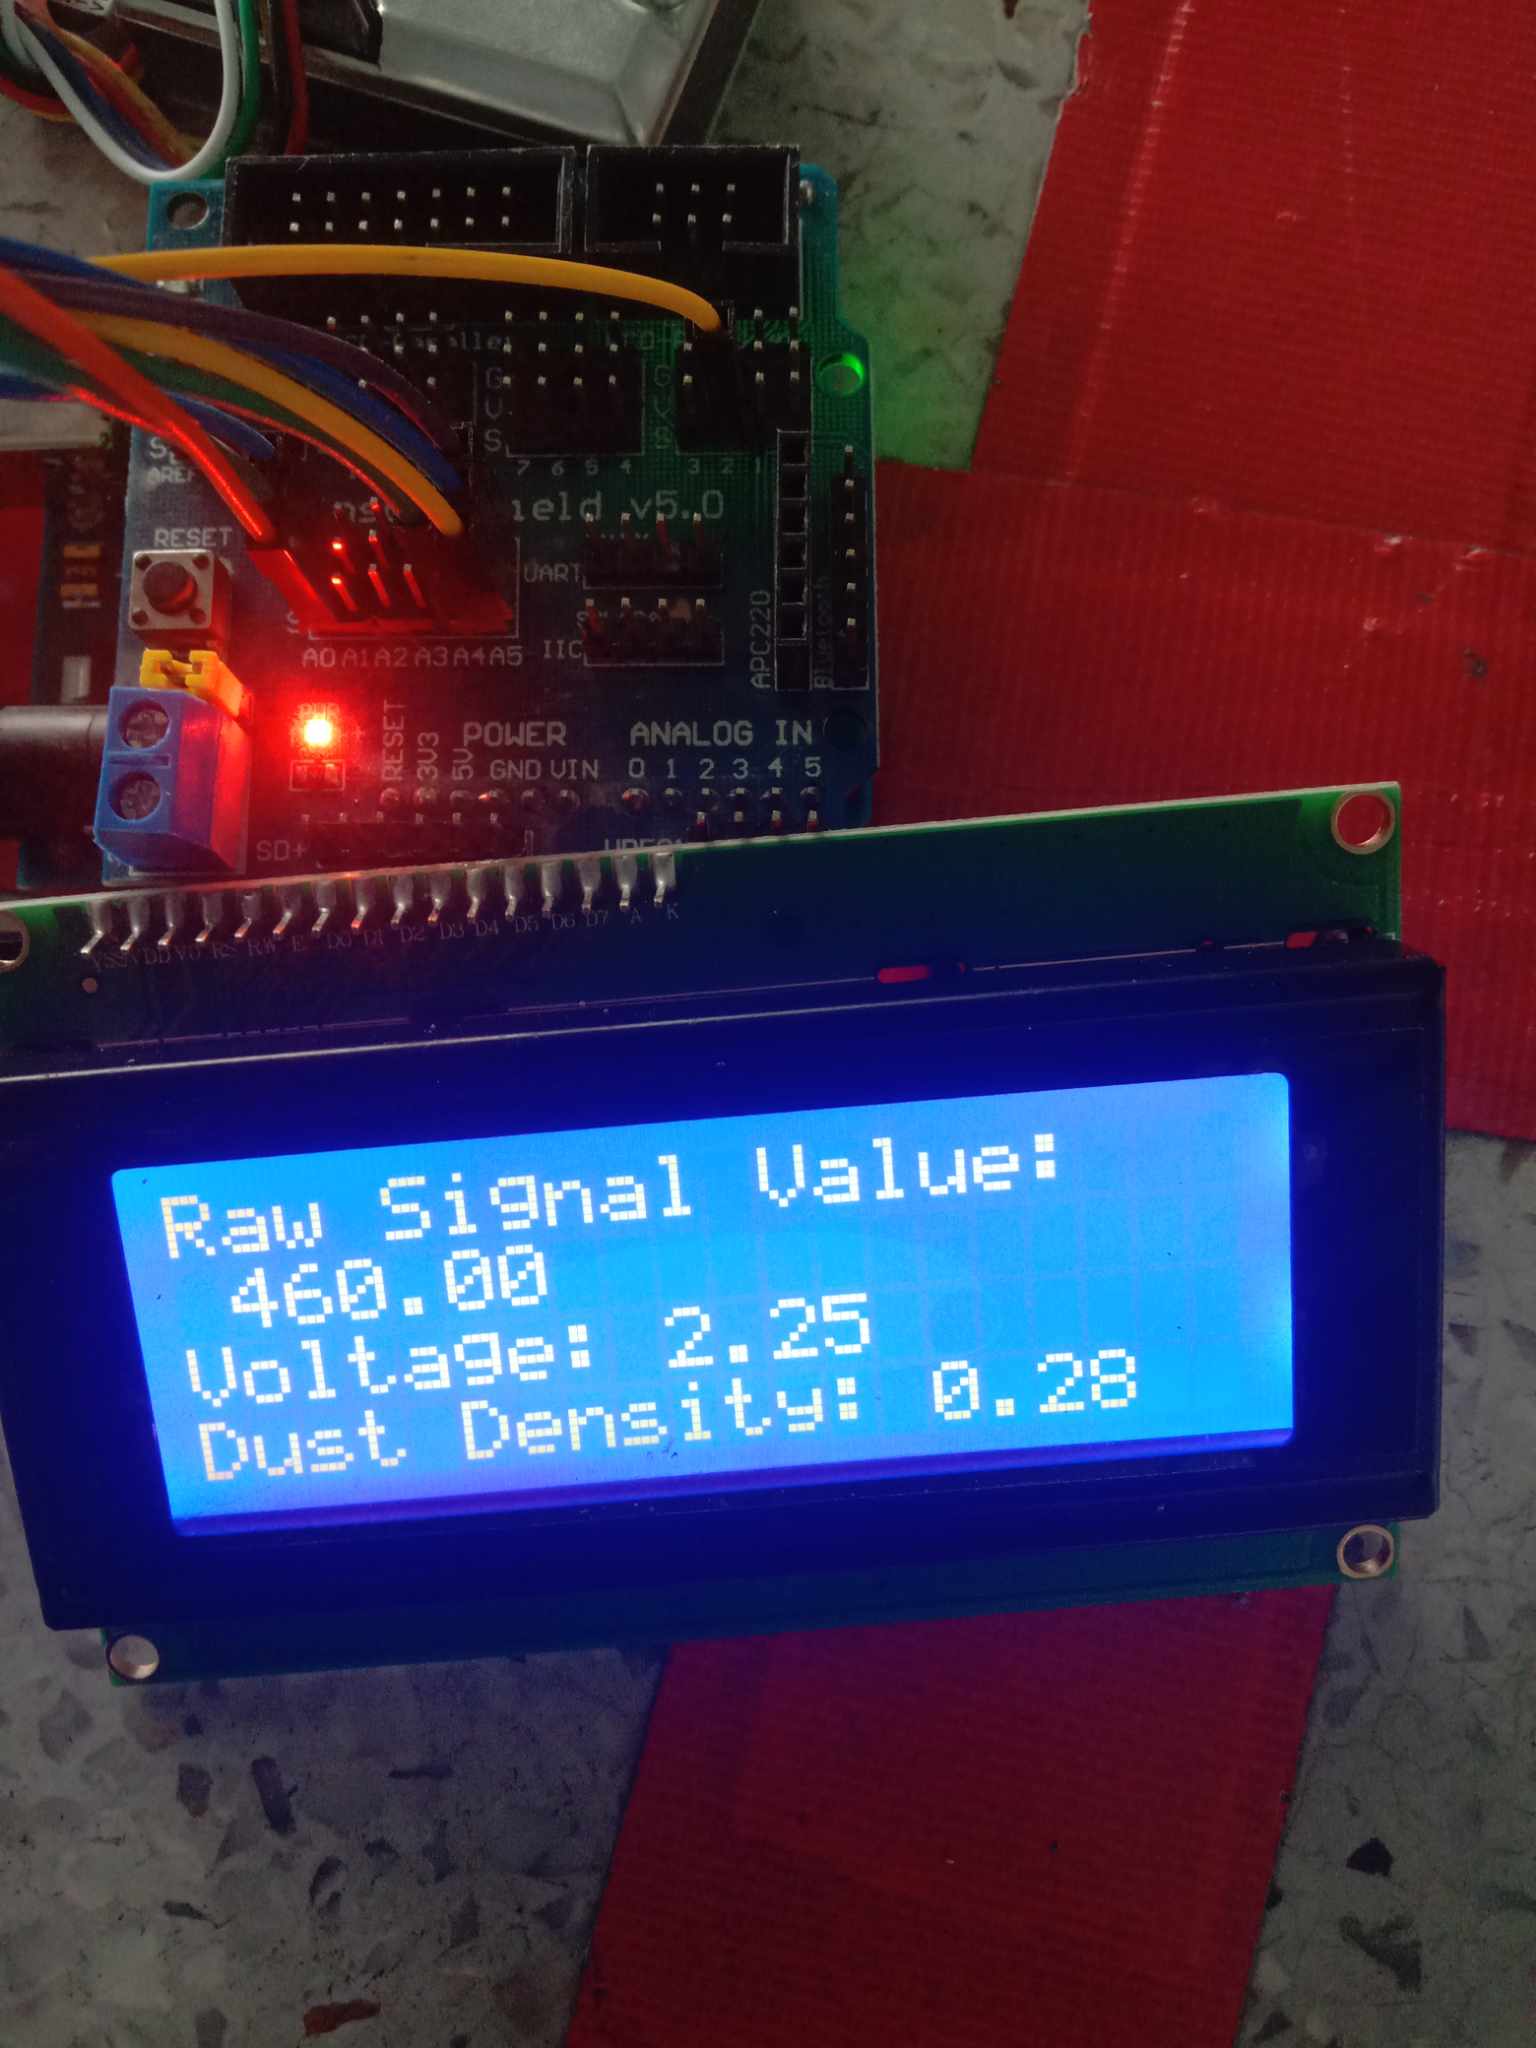 G
V
S
G
V
S
7 6 5 4
3 2 1
ield v5.0
RESET
UART
IIC
APC220
Bluetooth
A0 A1 A2 A3 A4 A5
RESET
3V3
5V
POWER
GND VIN
ANALOG IN
0 1 2 3 4 5
SD+
VDD V0 RS RW E D0 D1 D2 D3 D4 D5 D6 D7 A K
Raw Signal Value:
460.00
Voltage: 2.25
Dust Density: 0.28